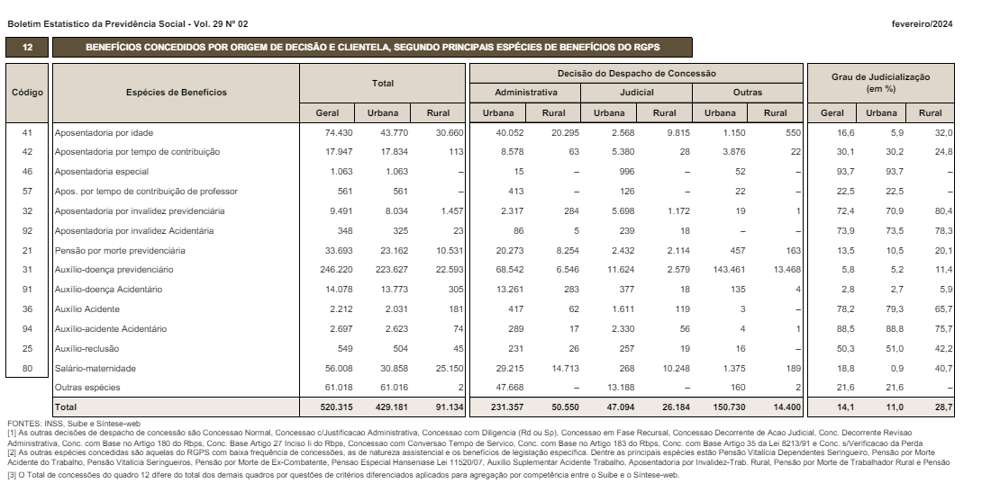 Boletim Estatístico da Previdência Social - Vol. 29 Nº 02 fevereiro/2024
12 BENEFÍCIOS CONCEDIDOS POR ORIGEM DE DECISÃO E CLIENTELA, SEGUNDO PRINCIPAIS ESPÉCIES DE BENEFÍCIOS DO RGPS
Código Espécies de Benefícios Total Decisão do Despacho de Concessão Grau de Judicialização (em %)
Administrativa Judicial Outras
Geral Urbana Rural Urbana Rural Urbana Rural Urbana Rural Geral Urbana Rural
41 Aposentadoria por idade 74.430 43.770 30.660 40.052 20.295 2.568 9.815 1.150 550 16,6 5,9 32,0
42 Aposentadoria por tempo de contribuição 17.947 17.834 113 8.578 63 5.380 28 3.876 22 30,1 30,2 24,8
46 Aposentadoria especial 1.063 1.063 – 15 – 996 – 52 – 93,7 93,7 –
57 Apos. por tempo de contribuição de professor 561 561 – 413 – 126 – 22 – 22,5 22,5 –
32 Aposentadoria por invalidez previdenciária 9.491 8.034 1.457 2.317 284 5.698 1.172 19 1 72,4 70,9 80,4
92 Aposentadoria por invalidez Acidentária 348 325 23 86 5 239 18 – – 73,9 73,5 78,3
21 Pensão por morte previdenciária 33.693 23.162 10.531 20.273 8.254 2.432 2.114 457 163 13,5 10,5 20,1
31 Auxílio-doença previdenciário 246.220 223.627 22.593 68.542 6.546 11.624 2.579 143.461 13.468 5,8 5,2 11,4
91 Auxílio-doença Acidentário 14.078 13.773 305 13.261 283 377 18 135 4 2,8 2,7 5,9
36 Auxílio Acidente 2.212 2.031 181 417 62 1.611 119 3 – 78,2 79,3 65,7
94 Auxílio-acidente Acidentário 2.697 2.623 74 289 17 2.330 56 4 1 88,5 88,8 75,7
25 Auxílio-reclusão 549 504 45 231 26 257 19 16 – 50,3 51,0 42,2
80 Salário-maternidade 56.008 30.858 25.150 29.215 14.713 268 10.248 1.375 189 18,8 0,9 40,7
Outras espécies 61.018 61.016 2 47.668 – 13.188 – 160 2 21,6 21,6 –
Total 520.315 429.181 91.134 231.357 50.550 47.094 26.184 150.730 14.400 14,1 11,0 28,7
FONTES: INSS, Suibe e Síntese-web
[1] As outras decisões de despacho de concessão são Concessao Normal, Concessao c/Justificação Administrativa, Concessao com Diligencia (Rd ou Sp), Concessao em Fase Recursal, Concessão Decorrente de Acao Judicial, Conc. Decorrente Revisao
Administrativa, Conc. com Base no Artigo 180 do Rbps, Conc. Base Artigo 27 Inciso Ii do Rbps, Concessao com Conversao Tempo de Servico, Conc. com Base no Artigo 183 do Rbps, Conc. com Base Artigo 35 da Lei 8213/91 e Conc. s/Verificacao da Perda
[2] As outras espécies concedidas são aquelas do RGPS com baixa frequência de concessões, as de natureza assistencial e os benefícios de legislação específica. Dentre as principais espécies estão Pensão Vitalícia Dependentes Seringueiro, Pensão por Morte
Acidente do Trabalho, Pensão Vitalícia Seringueiros, Pensão por Morte de Ex-Combatente, Pensao Especial Hanseniase Lei 11520/07, Auxílio Suplementar Acidente Trabalho, Aposentadoria por Invalidez-Trab. Rural, Pensão por Morte de Trabalhador Rural e Pensão
[3] O Total de concessões do quadro 12 difere do total dos demais quadros por questões de critérios diferenciados aplicados para agregação por competência entre o Suibe e o Síntese-web.